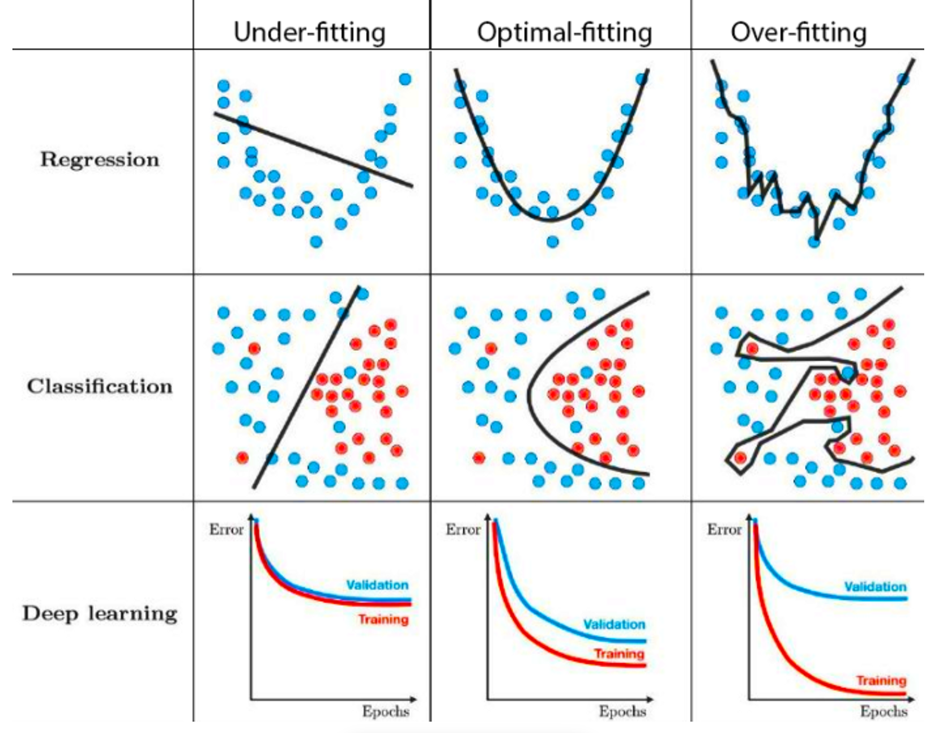 Under-fitting
Optimal-fitting
Over-fitting
Regression
Classification
Deep learning
Error
Validation
Training
Epochs
Error
Validation
Training
Epochs
Error
Validation
Training
Epochs